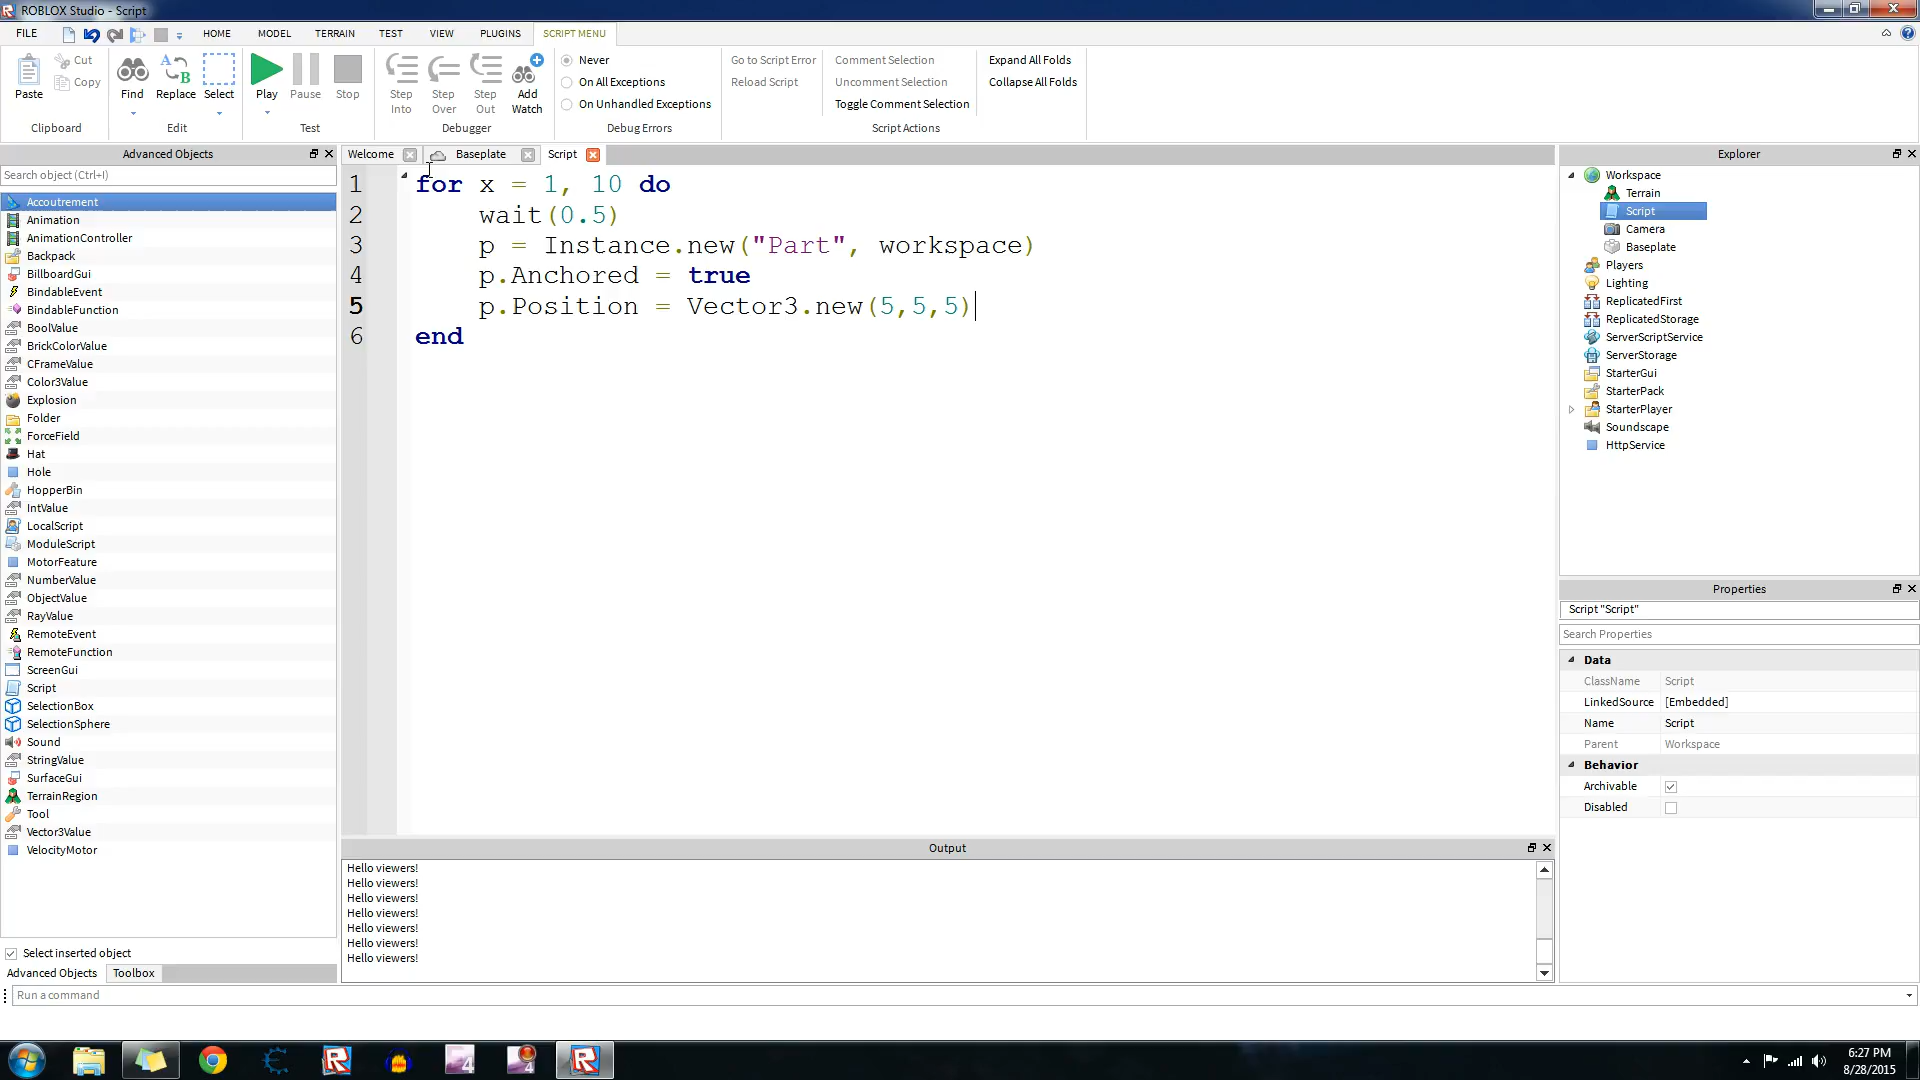 ROBLOX Studio - Script
FILE HOME MODEL TERRAIN TEST VIEW PLUGINS SCRIPT MENU
Paste Cut Copy Find Replace Select Play Pause Stop Step Into Step Over Step Out Add Watch
Never
On All Exceptions
On Unhandled Exceptions
Go to Script Error
Reload Script
Comment Selection
Uncomment Selection
Toggle Comment Selection
Expand All Folds
Collapse All Folds
Clipboard Edit Test Debugger Debug Errors Script Actions
Advanced Objects
Search object (Ctrl+I)
Accoutrement
Animation
AnimationController
Backpack
BillboardGui
BindableEvent
BindableFunction
BoolValue
BrickColorValue
CFrameValue
Color3Value
Explosion
Folder
ForceField
Hat
Hole
HopperBin
IntValue
LocalScript
ModuleScript
MotorFeature
NumberValue
ObjectValue
RayValue
RemoteEvent
RemoteFunction
ScreenGui
Script
SelectionBox
SelectionSphere
Sound
StringValue
SurfaceGui
TerrainRegion
Tool
Vector3Value
VelocityMotor
Select inserted object
Advanced Objects Toolbox
Welcome Baseplate Script
1 for x = 1, 10 do
2 wait(0.5)
3 p = Instance.new("Part", workspace)
4 p.Anchored = true
5 p.Position = Vector3.new(5,5,5)
6 end
Output
Hello viewers!
Hello viewers!
Hello viewers!
Hello viewers!
Hello viewers!
Hello viewers!
Hello viewers!
Explorer
Workspace
Terrain
Script
Camera
Baseplate
Players
Lighting
ReplicatedFirst
ReplicatedStorage
ServerScriptService
ServerStorage
StarterGui
StarterPack
StarterPlayer
Soundscape
HttpService
Properties
Script "Script"
Search Properties
Data
ClassName Script
LinkedSource [Embedded]
Name Script
Parent Workspace
Behavior
Archivable
Disabled
Run a command
6:27 PM
8/28/2015